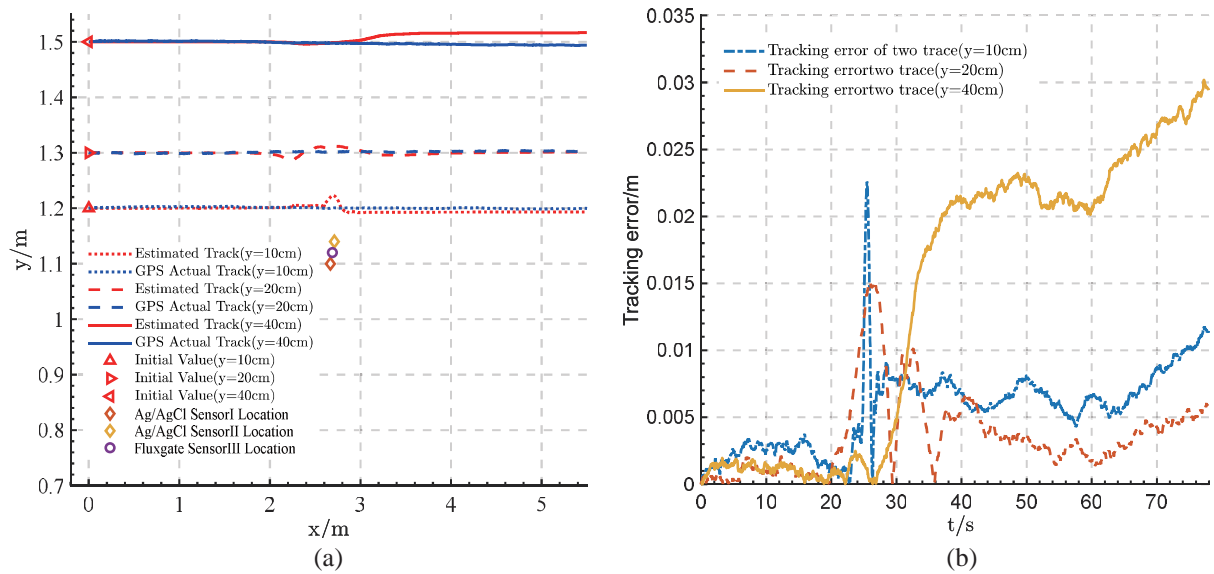 1.5
1.4
1.3
1.2
1.1
1
0.9
0.8
0.7
y/m
Estimated Track(y=10cm)
GPS Actual Track(y=10cm)
Estimated Track(y=20cm)
GPS Actual Track(y=20cm)
Estimated Track(y=40cm)
GPS Actual Track(y=40cm)
Initial Value(y=10cm)
Initial Value(y=20cm)
Initial Value(y=40cm)
Ag/AgCl SensorI Location
Ag/AgCl SensorII Location
Fluxgate SensorIII Location
0 1 2 3 4 5
x/m
(a)
0.035
0.03
0.025
0.02
0.015
0.01
0.005
0
Tracking error/m
Tracking error of two trace(y=10cm)
Tracking errortwo trace(y=20cm)
Tracking errortwo trace(y=40cm)
0 10 20 30 40 50 60 70
t/s
(b)